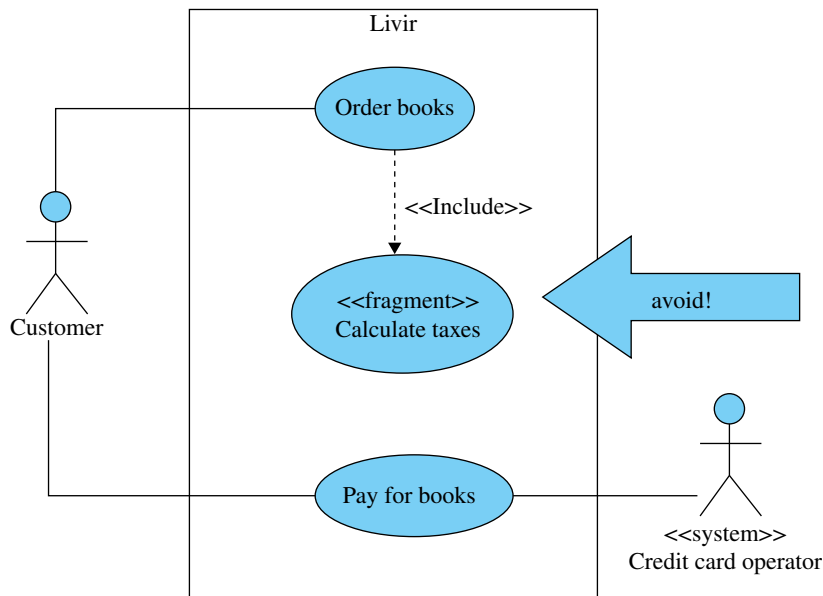 Livir
Order books
<<Include>>
<<fragment>>
Calculate taxes
avoid!
Customer
Pay for books
<<system>>
Credit card operator